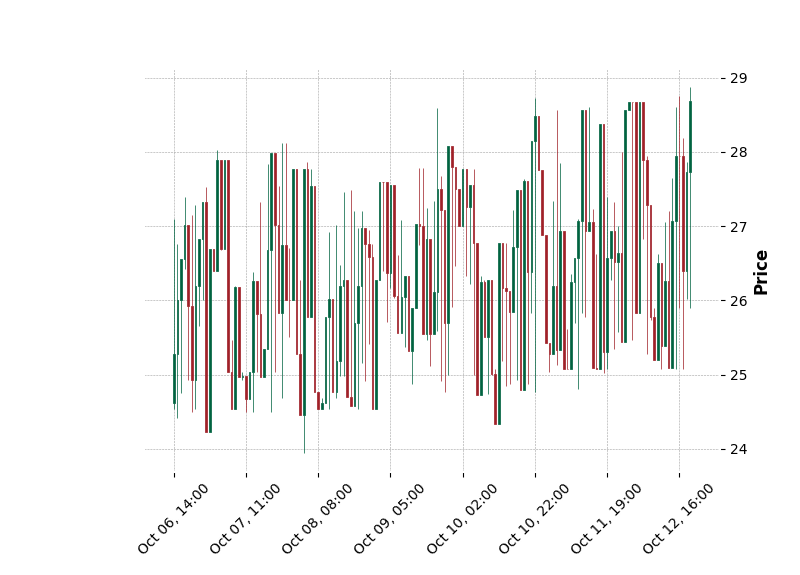 29
28
27
26
25
24
Price
Oct 06, 14:00
Oct 07, 11:00
Oct 08, 08:00
Oct 09, 05:00
Oct 10, 02:00
Oct 10, 22:00
Oct 11, 19:00
Oct 12, 16:00